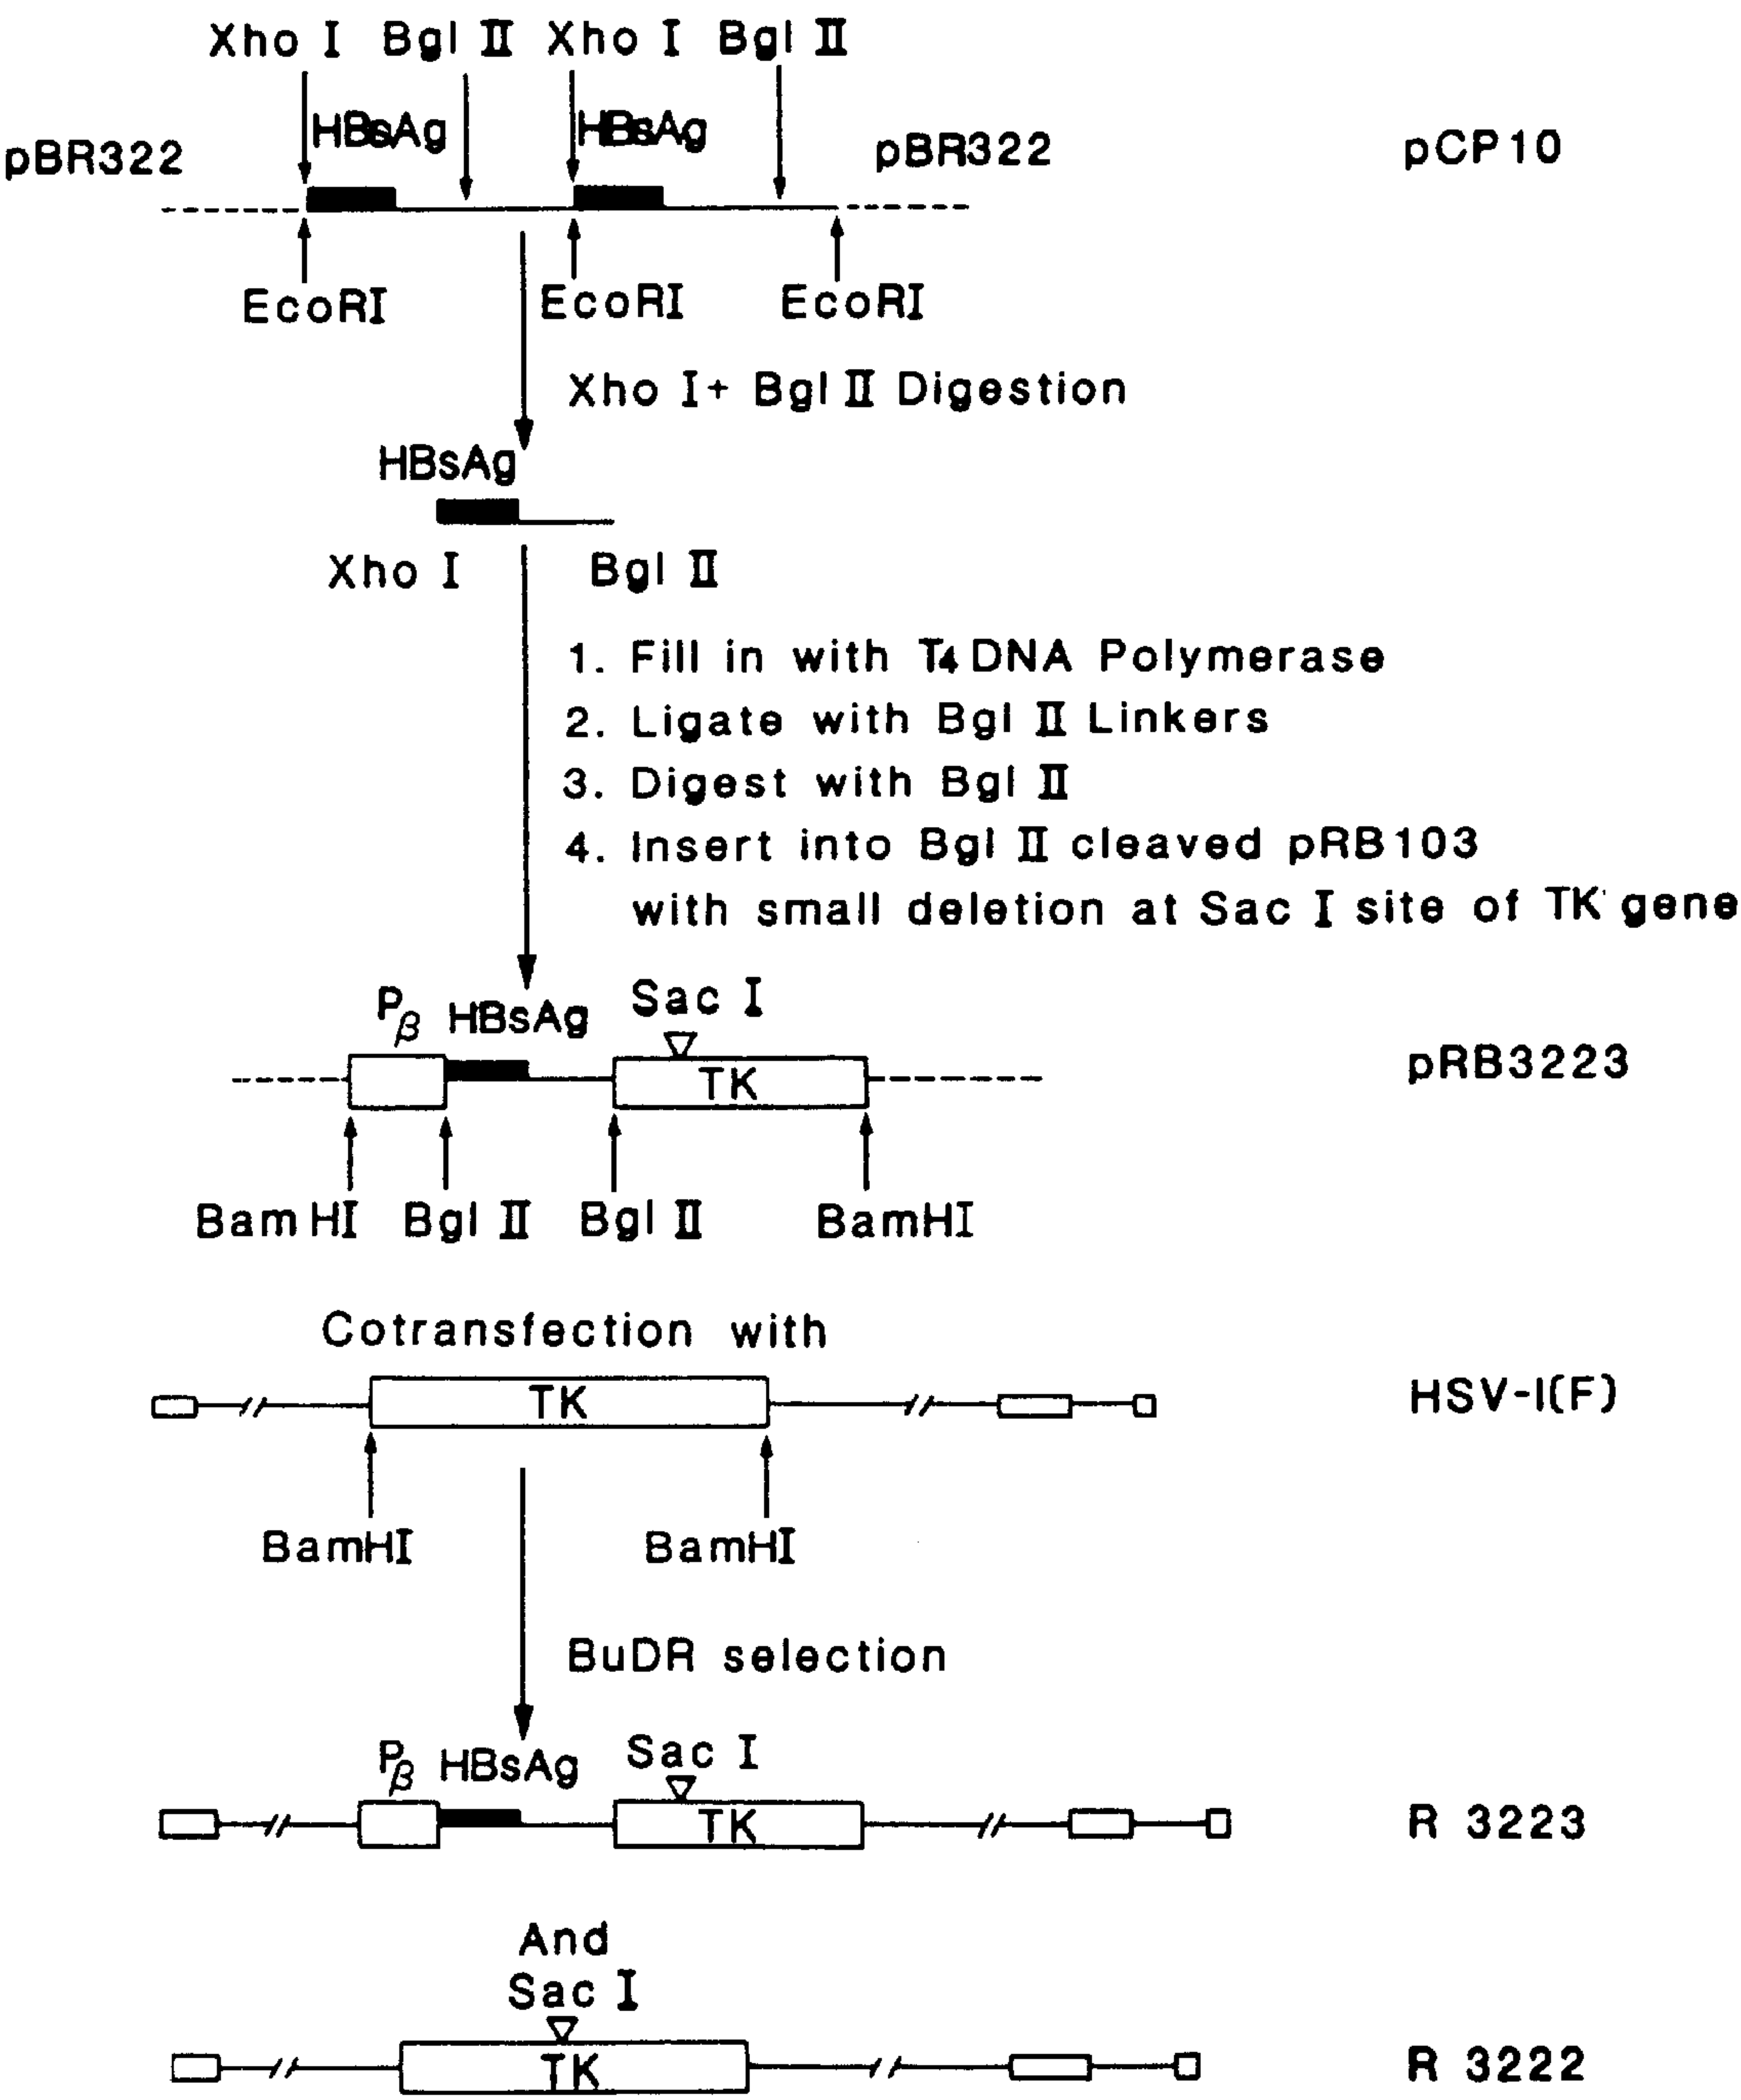 Xho I Bgl II Xho I Bgl II
HBsAg HBsAg
pBR322 pBR322 pCP10
EcoRI EcoRI EcoRI
Xho I + Bgl II Digestion
HBsAg
Xho I Bgl II
1. Fill in with T4 DNA Polymerase
2. Ligate with Bgl II Linkers
3. Digest with Bgl II
4. Insert into Bgl II cleaved pRB103
with small deletion at Sac I site of TK gene
Pβ HBsAg Sac I
TK pRB3223
BamHI Bgl II Bgl II BamHI
Cotransfection with
TK HSV-I(F)
BamHI BamHI
BuDR selection
Pβ HBsAg Sac I
TK R 3223
And
Sac I
TK R 3222